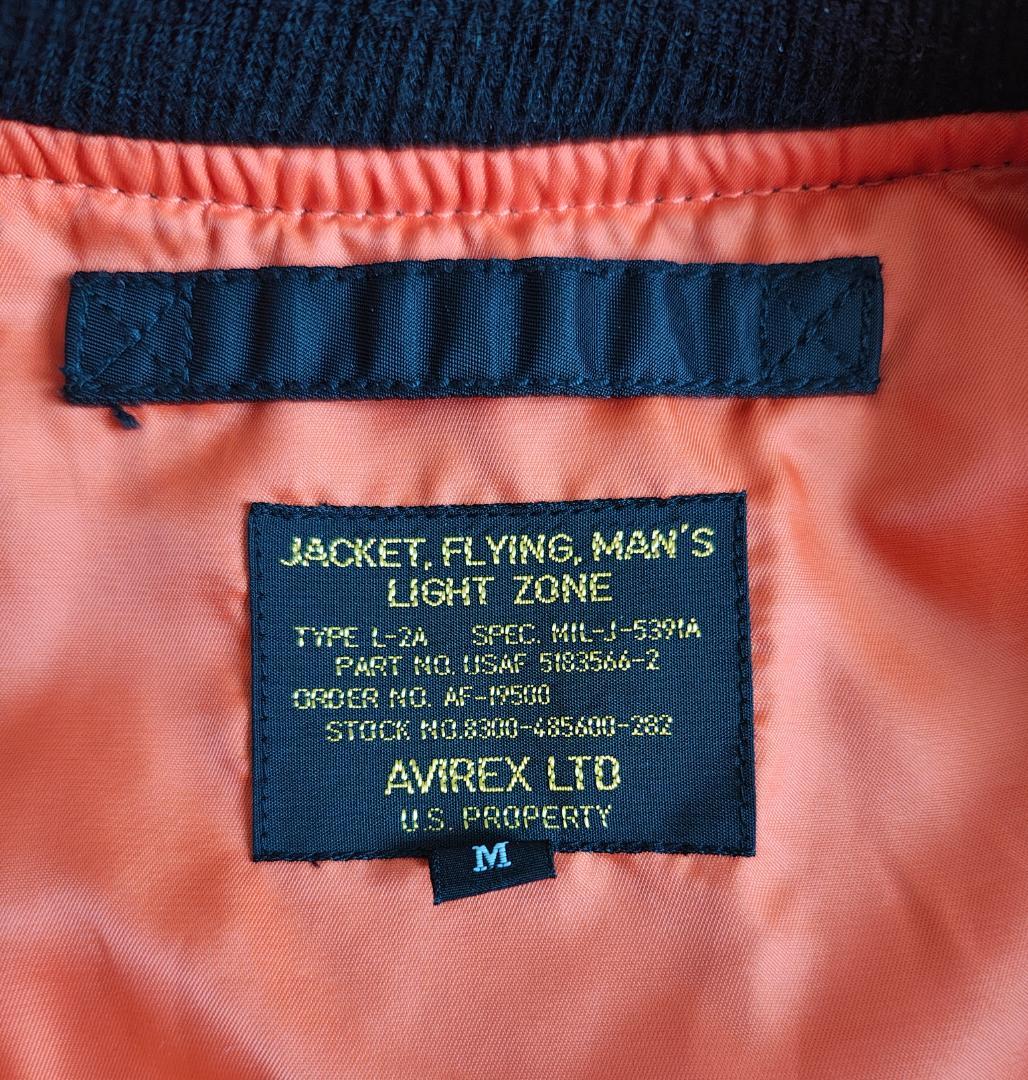 JACKET, FLYING, MAN'S
LIGHT ZONE
TYPE L-2A SPEC. MIL-J-5391A
PART NO. USAF 5183566-2
ORDER NO. AF-19500
STOCK NO.8300-485600-282
AVIREX LTD
U.S. PROPERTY
M